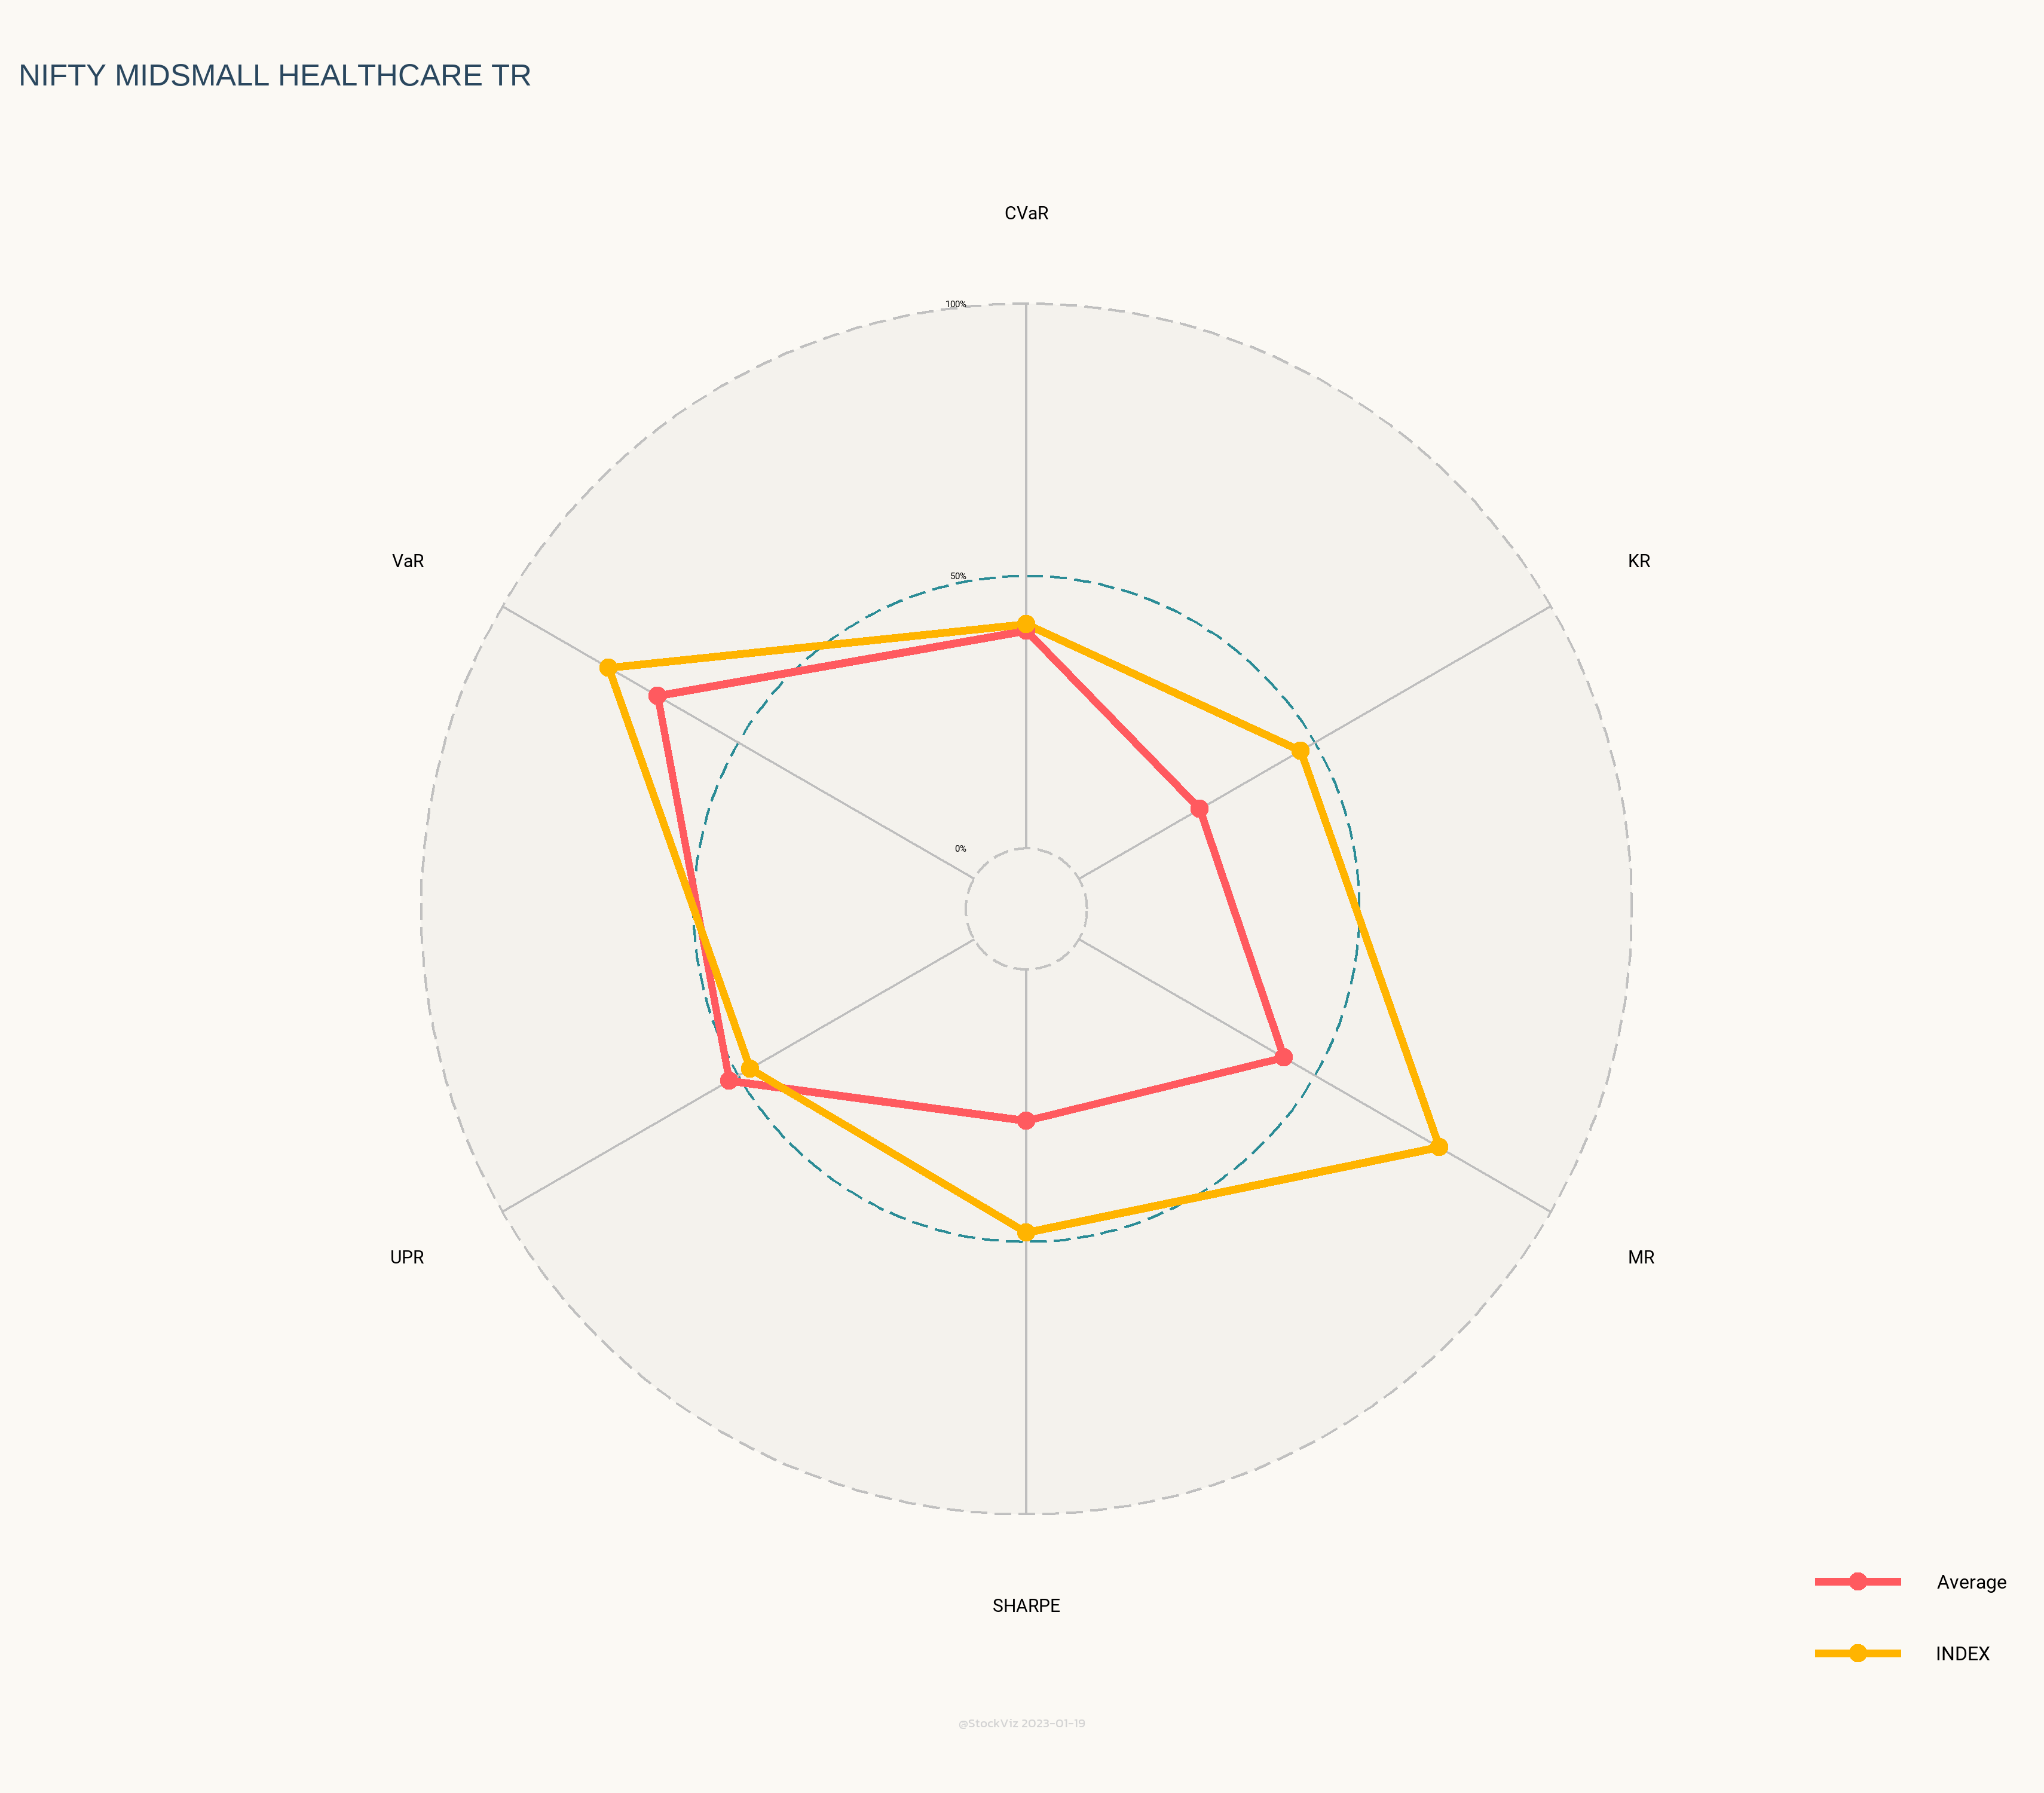 NIFTY MIDSMALL HEALTHCARE TR
CVaR
100%
KR
VaR
50%
0%
UPR
MR
SHARPE
Average
INDEX
@StockViz 2023-01-19